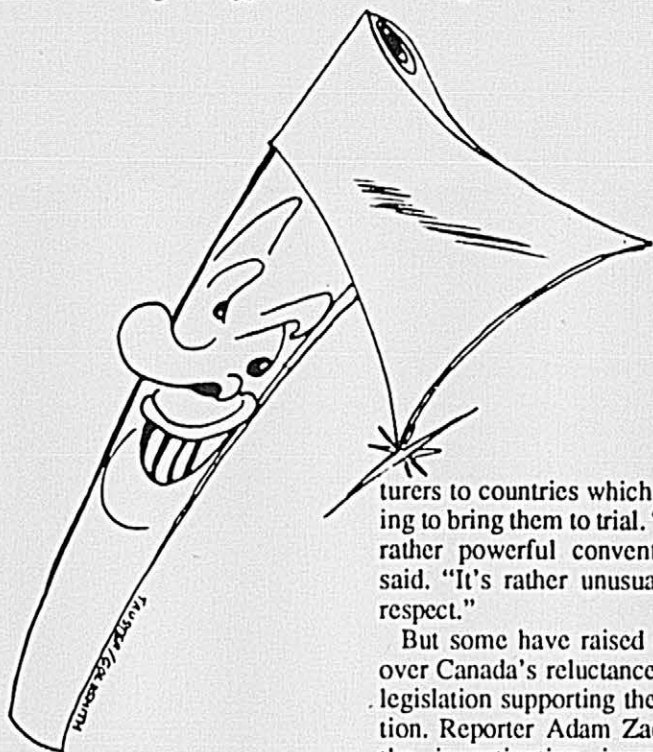 turers to countries which
ing to bring them to trial. "
rather powerful convent
said. "It's rather unusua
respect."
But some have raised
over Canada's reluctance
legislation supporting the
tion. Reporter Adam Zac